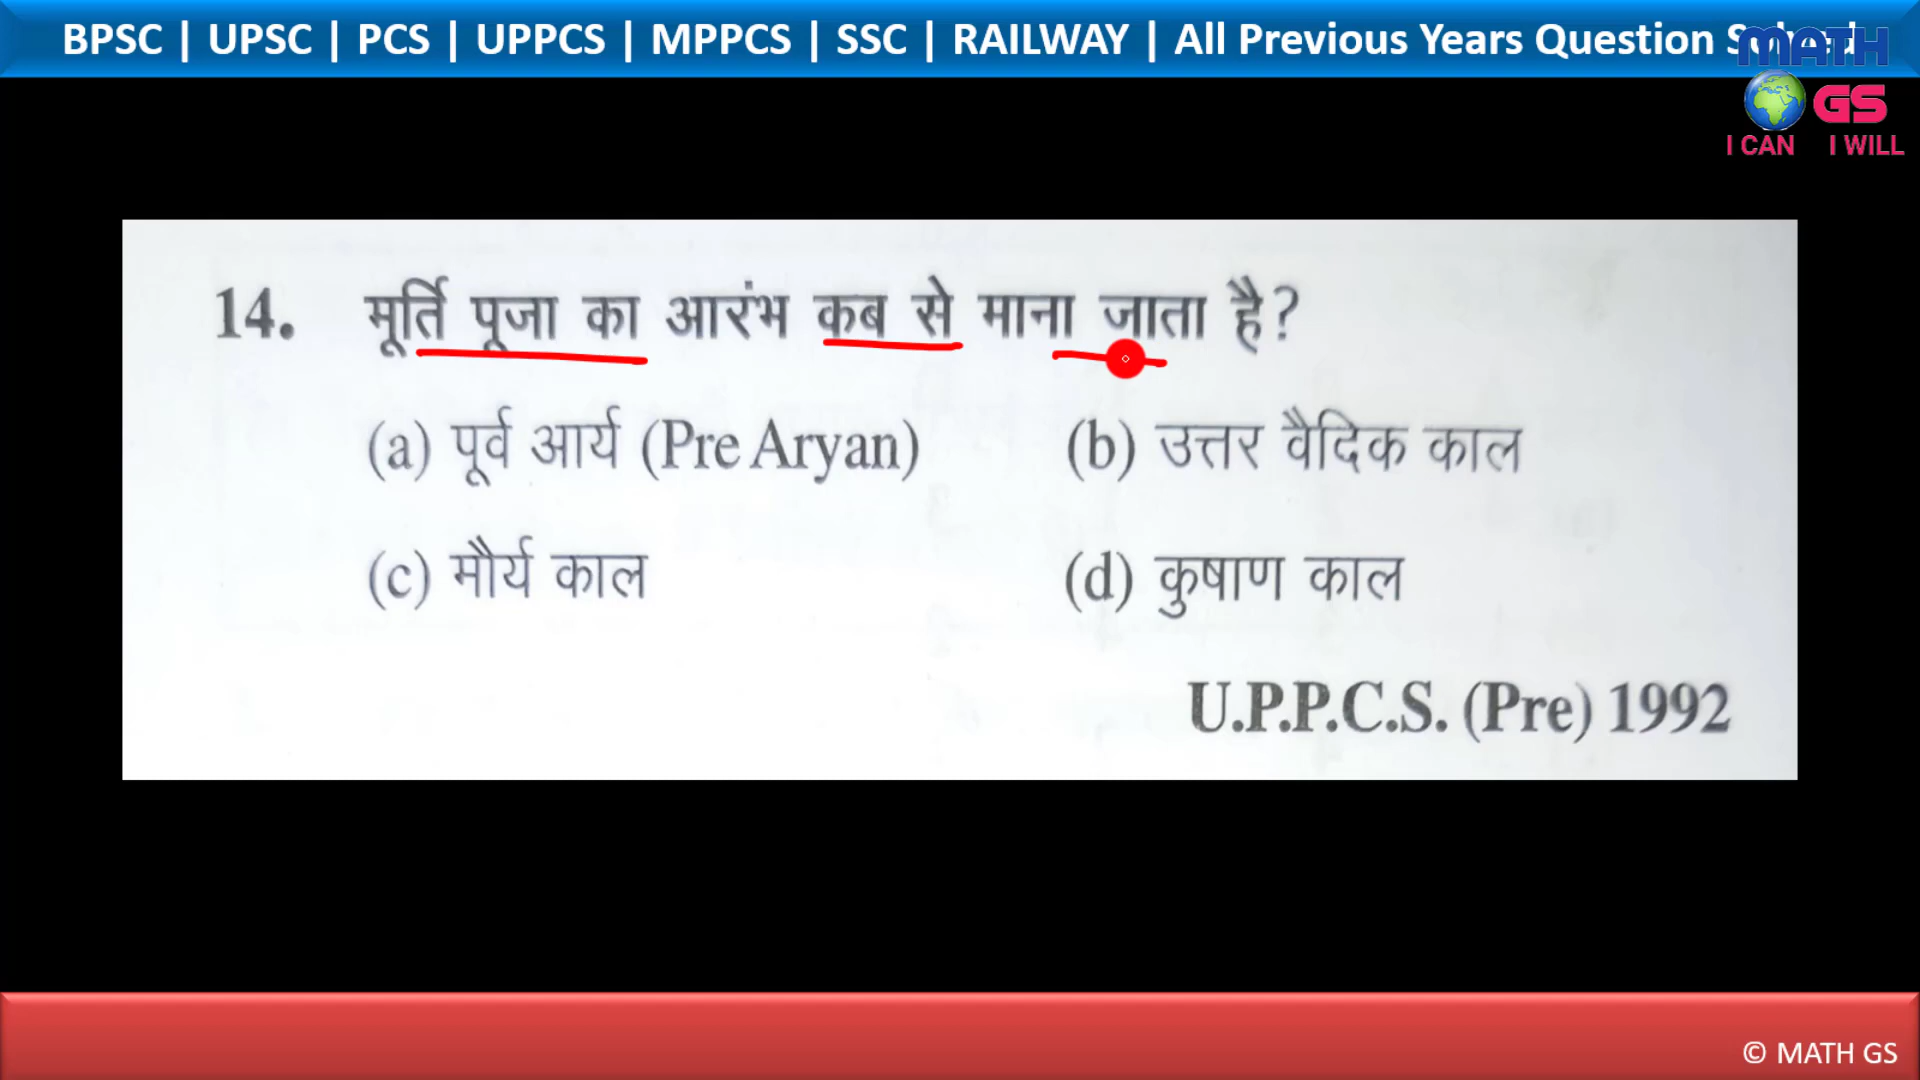 BPSC | UPSC | PCS | UPPCS | MPPCS | SSC | RAILWAY | All Previous Years Question
MATH
GS
I CAN I WILL
14. मूर्ति पूजा का आरंभ कब से माना जाता है?
(a) पूर्व आर्य (Pre Aryan) (b) उत्तर वैदिक काल
(c) मौर्य काल (d) कुषाण काल
U.P.P.C.S. (Pre) 1992
© MATH GS